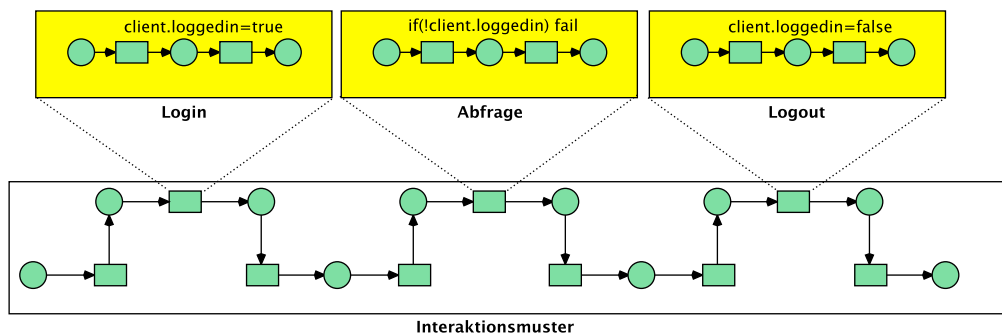 client.loggedin=true
if(!client.loggedin) fail
client.loggedin=false
Login
Abfrage
Logout
Interaktionsmuster